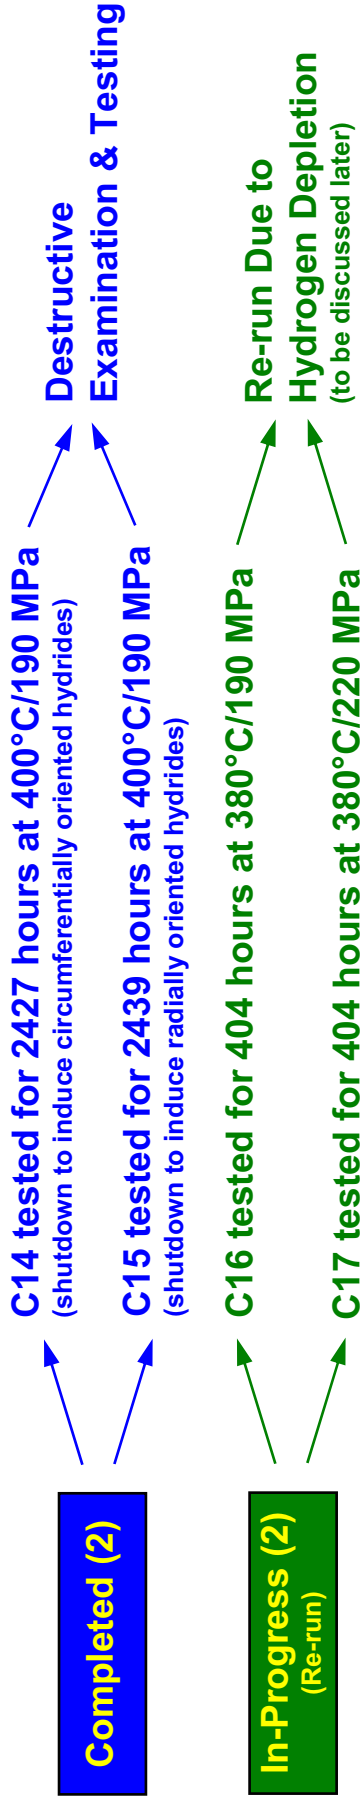 Completed (2)
C14 tested for 2427 hours at 400°C/190 MPa
(shutdown to induce circumferentially oriented hydrides)
C15 tested for 2439 hours at 400°C/190 MPa
(shutdown to induce radially oriented hydrides)
Destructive
Examination & Testing
In-Progress (2)
(Re-run)
C16 tested for 404 hours at 380°C/190 MPa
C17 tested for 404 hours at 380°C/220 MPa
Re-run Due to
Hydrogen Depletion
(to be discussed later)